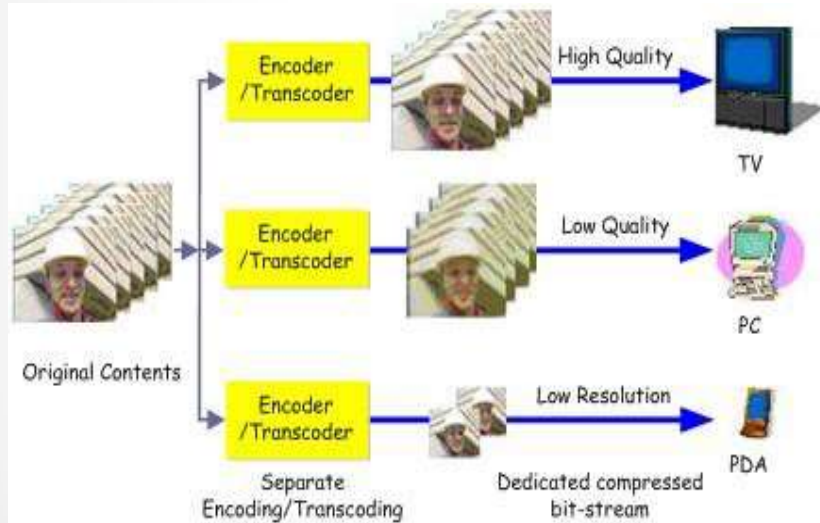 Encoder
/Transcoder
High Quality
TV
Encoder
/Transcoder
Low Quality
PC
Original Contents
Encoder
/Transcoder
Low Resolution
PDA
Separate
Encoding/Transcoding
Dedicated compressed
bit-stream